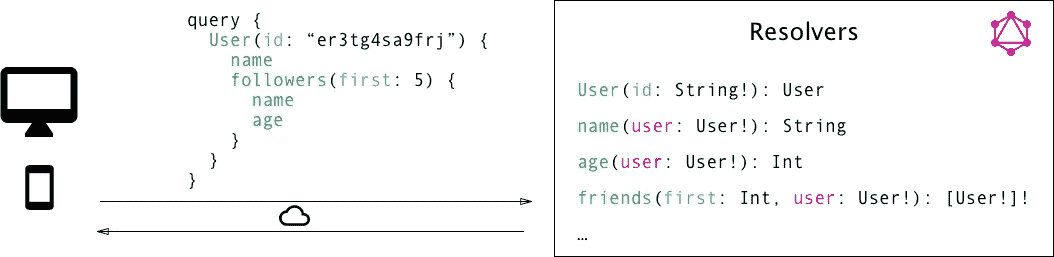 query {
User(id: “er3tg4sa9frj”) {
name
followers(first: 5) {
name
age
}
}
}
Resolvers
User(id: String!): User
name(user: User!): String
age(user: User!): Int
friends(first: Int, user: User!): [User!]!
…